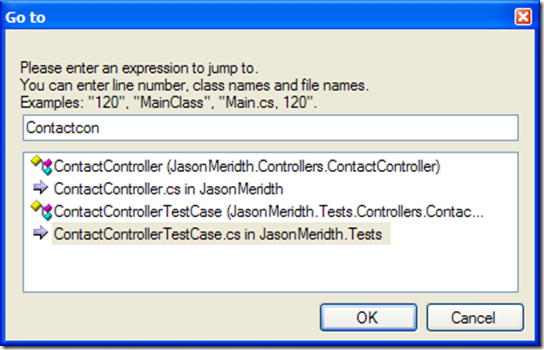 Go to
Please enter an expression to jump to.
You can enter line number, class names and file names.
Examples: "120", "MainClass", "Main.cs, 120".
Contactcon
ContactController (JasonMeridth.Controllers.ContactController)
ContactController.cs in JasonMeridth
ContactControllerTestCase (JasonMeridth.Tests.Controllers.Contac...
ContactControllerTestCase.cs in JasonMeridth.Tests
OK
Cancel